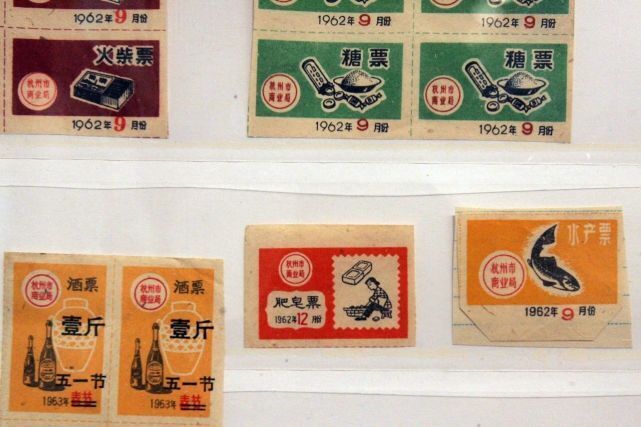 1962年9月份
1962年9月份
1962年9月份
火柴票
杭州市
商业局
1962年9月份
糖票
杭州市
商业局
1962年9月份
糖票
杭州市
商业局
1962年9月份
酒票
杭州市
商业局
壹斤
五一节
1963年春节
酒票
杭州市
商业局
壹斤
五一节
1963年春节
杭州市
商业局
肥皂票
1962年12月份
水产票
杭州市
商业局
1962年9月份